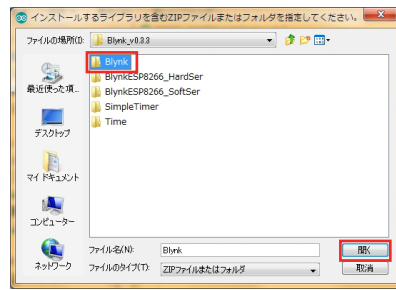 インストールするライブラリを含むZIPファイルまたはフォルダを指定してください。
ファイルの場所(I):
Blynk_v0.3.3
最近使った項...
デスクトップ
マイ ドキュメント
コンピューター
ネットワーク
Blynk
BlynkESP8266_HardSer
BlynkESP8266_SoftSer
SimpleTimer
Time
ファイル名(N):
Blynk
開く
ファイルのタイプ(T):
ZIPファイルまたはフォルダ
取消